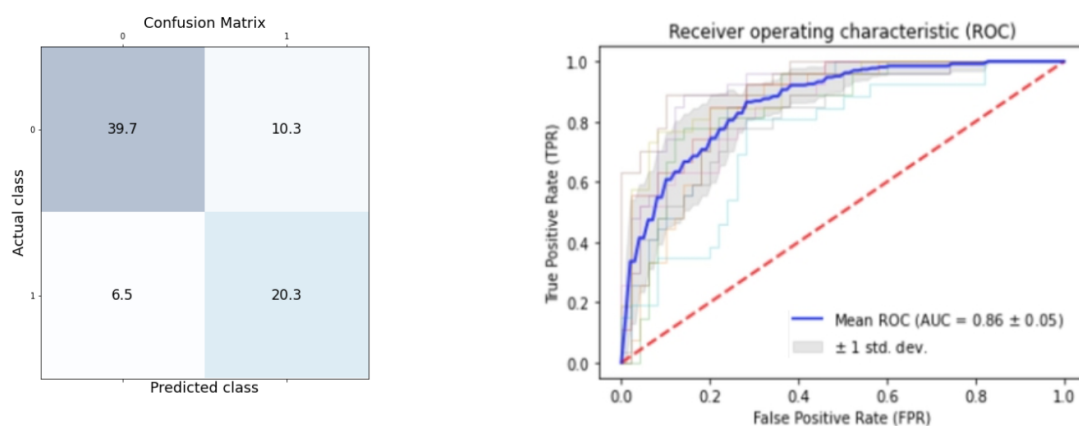 Confusion Matrix
0 1
0 39.7 10.3
1 6.5 20.3
Actual class
Predicted class
Receiver operating characteristic (ROC)
1.0
0.8
0.6
0.4
0.2
0.0
True Positive Rate (TPR)
Mean ROC (AUC = 0.86 ± 0.05)
± 1 std. dev.
0.0 0.2 0.4 0.6 0.8 1.0
False Positive Rate (FPR)